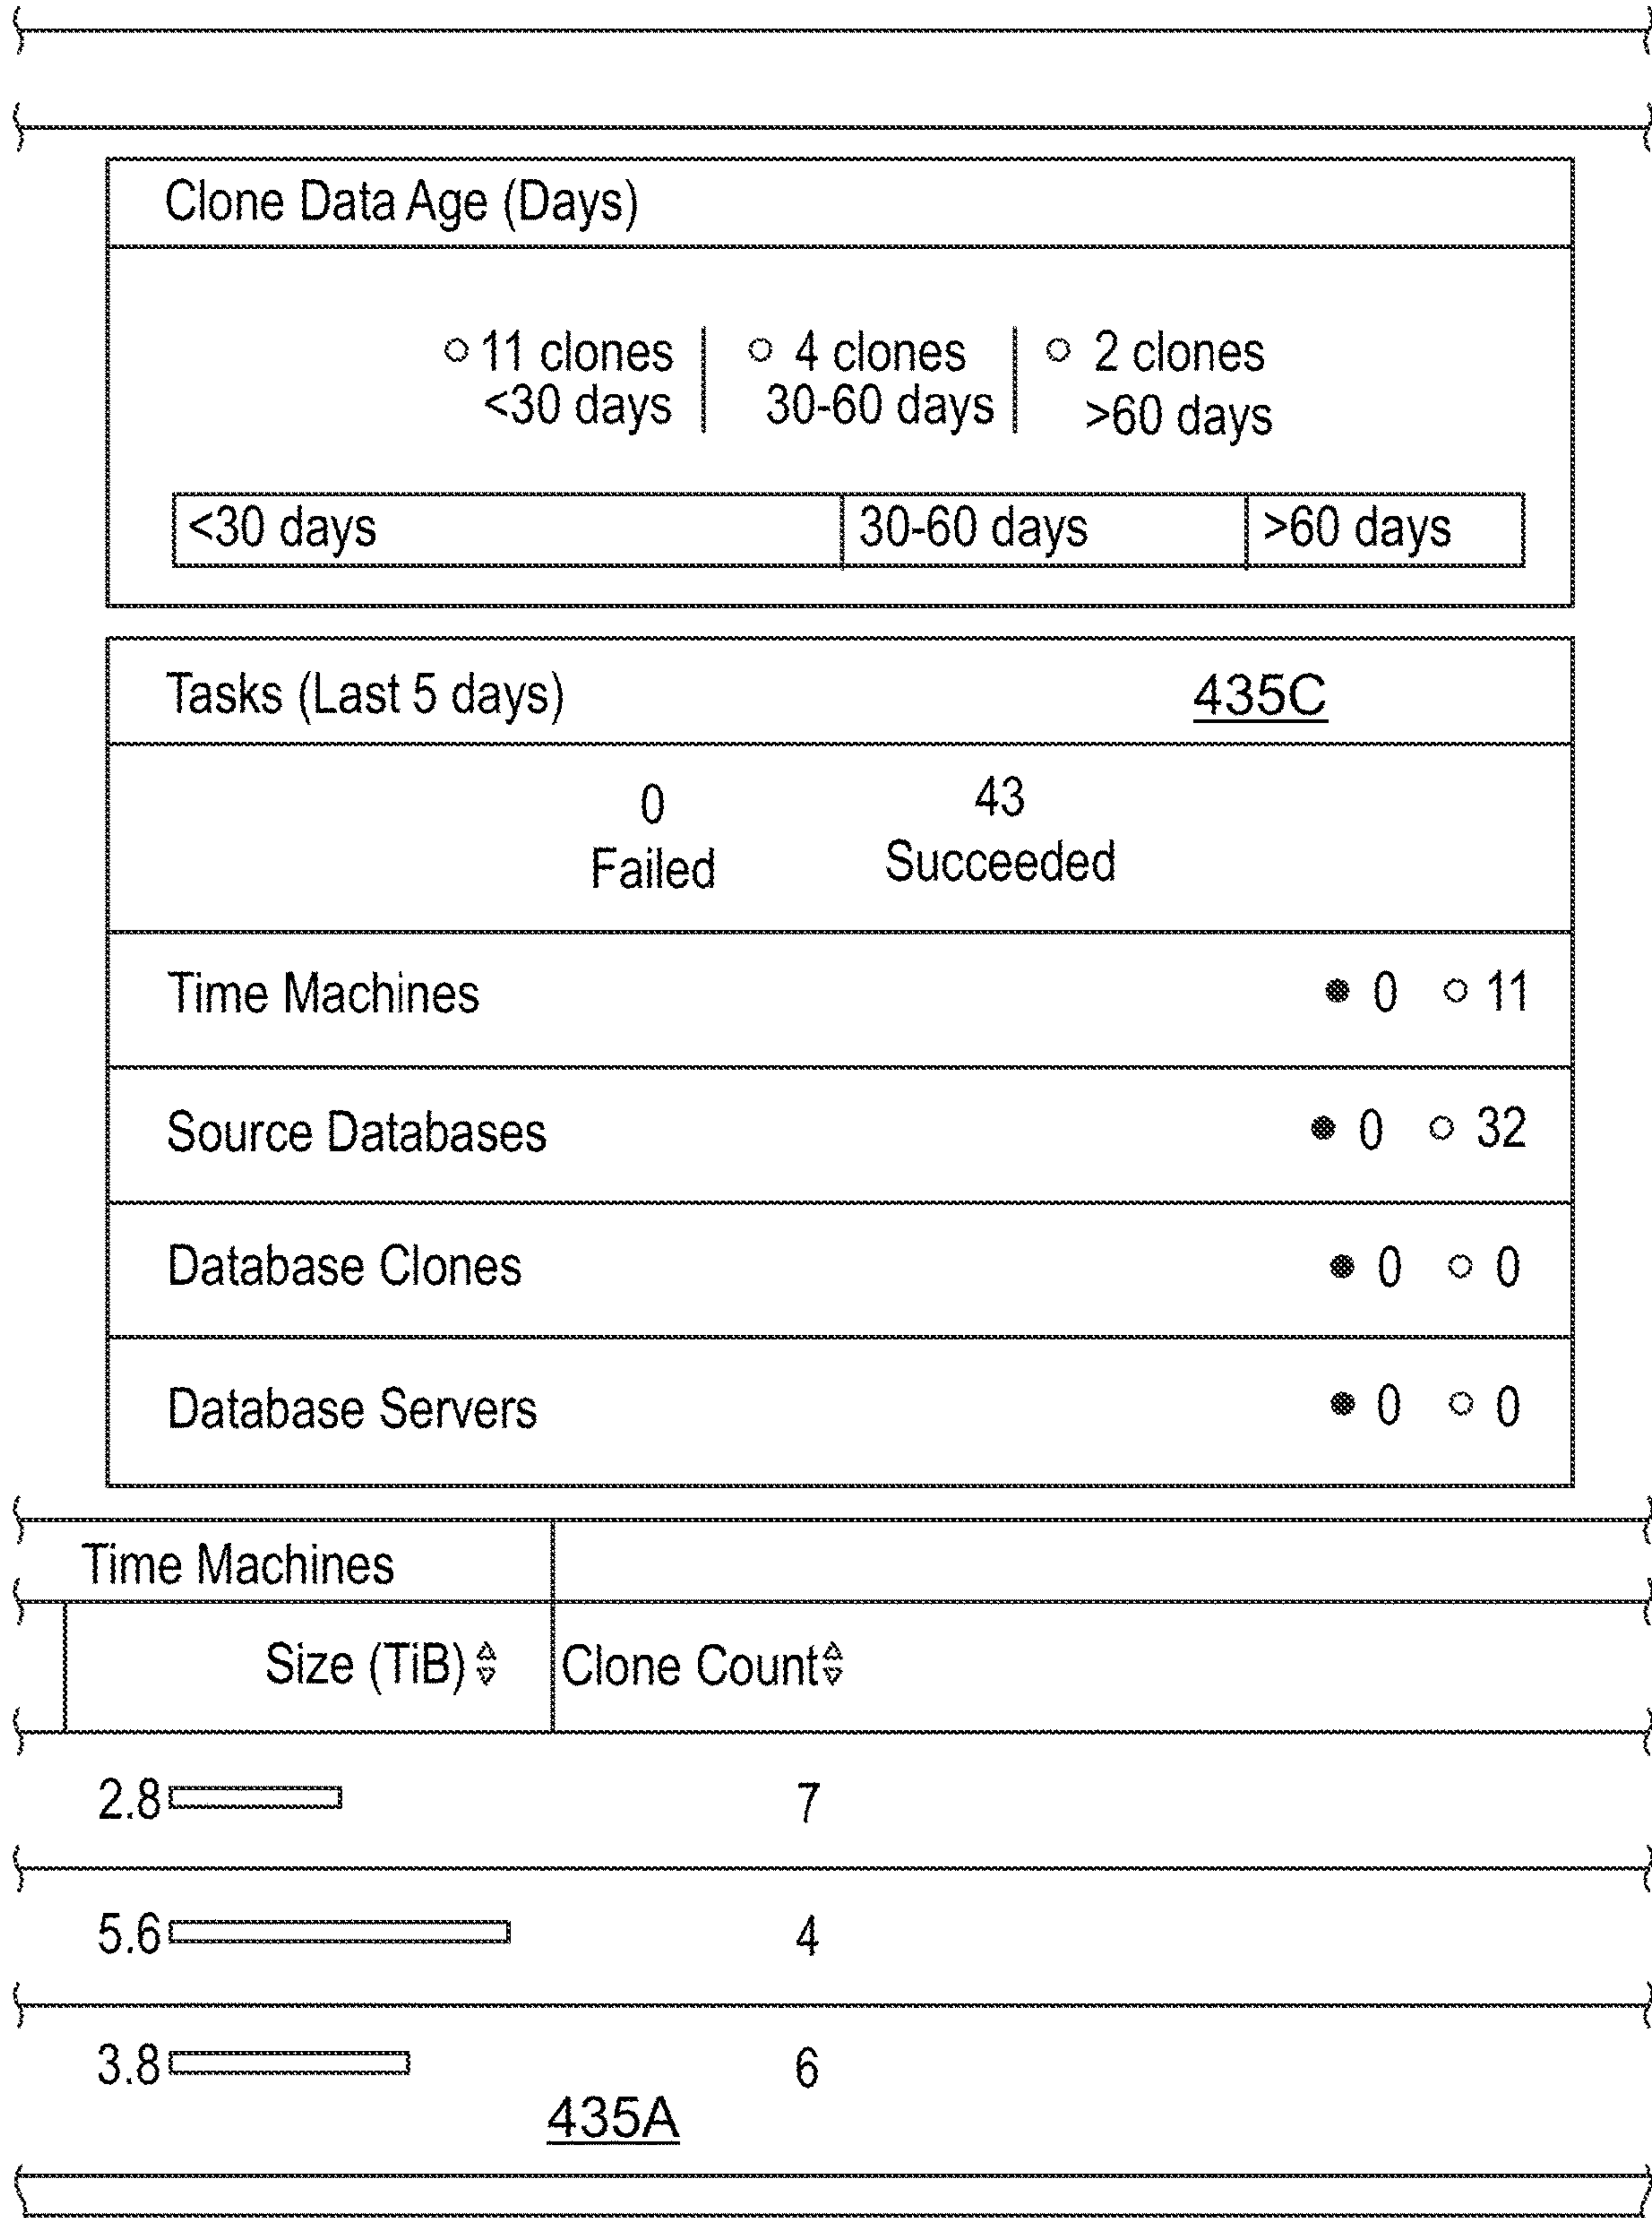 Clone Data Age (Days)
11 clones 4 clones 2 clones
<30 days 30-60 days >60 days
<30 days 30-60 days >60 days
Tasks (Last 5 days) 435C
0 43
Failed Succeeded
Time Machines 0 11
Source Databases 0 32
Database Clones 0 0
Database Servers 0 0
Time Machines
Size (TiB) Clone Count
2.8 7
5.6 4
3.8 6
435A